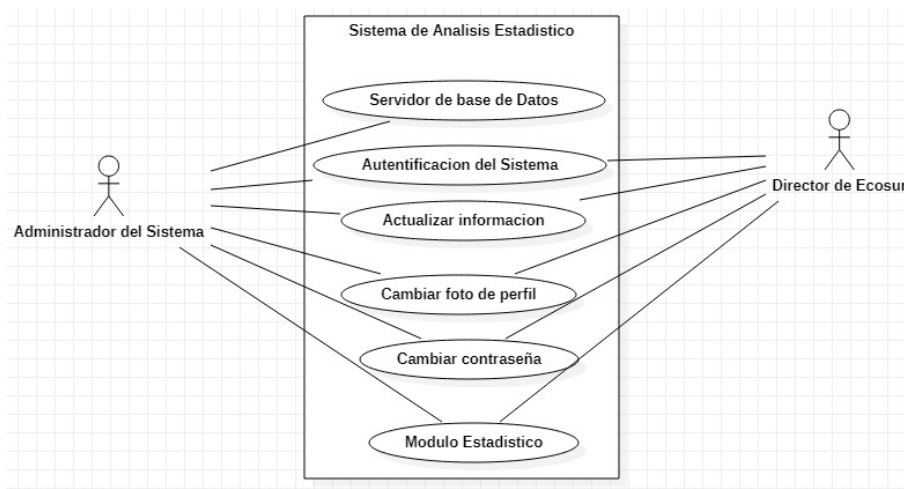 Sistema de Analisis Estadistico
Servidor de base de Datos
Autentificacion del Sistema
Actualizar informacion
Cambiar foto de perfil
Cambiar contraseña
Modulo Estadistico
Administrador del Sistema
Director de Ecosur